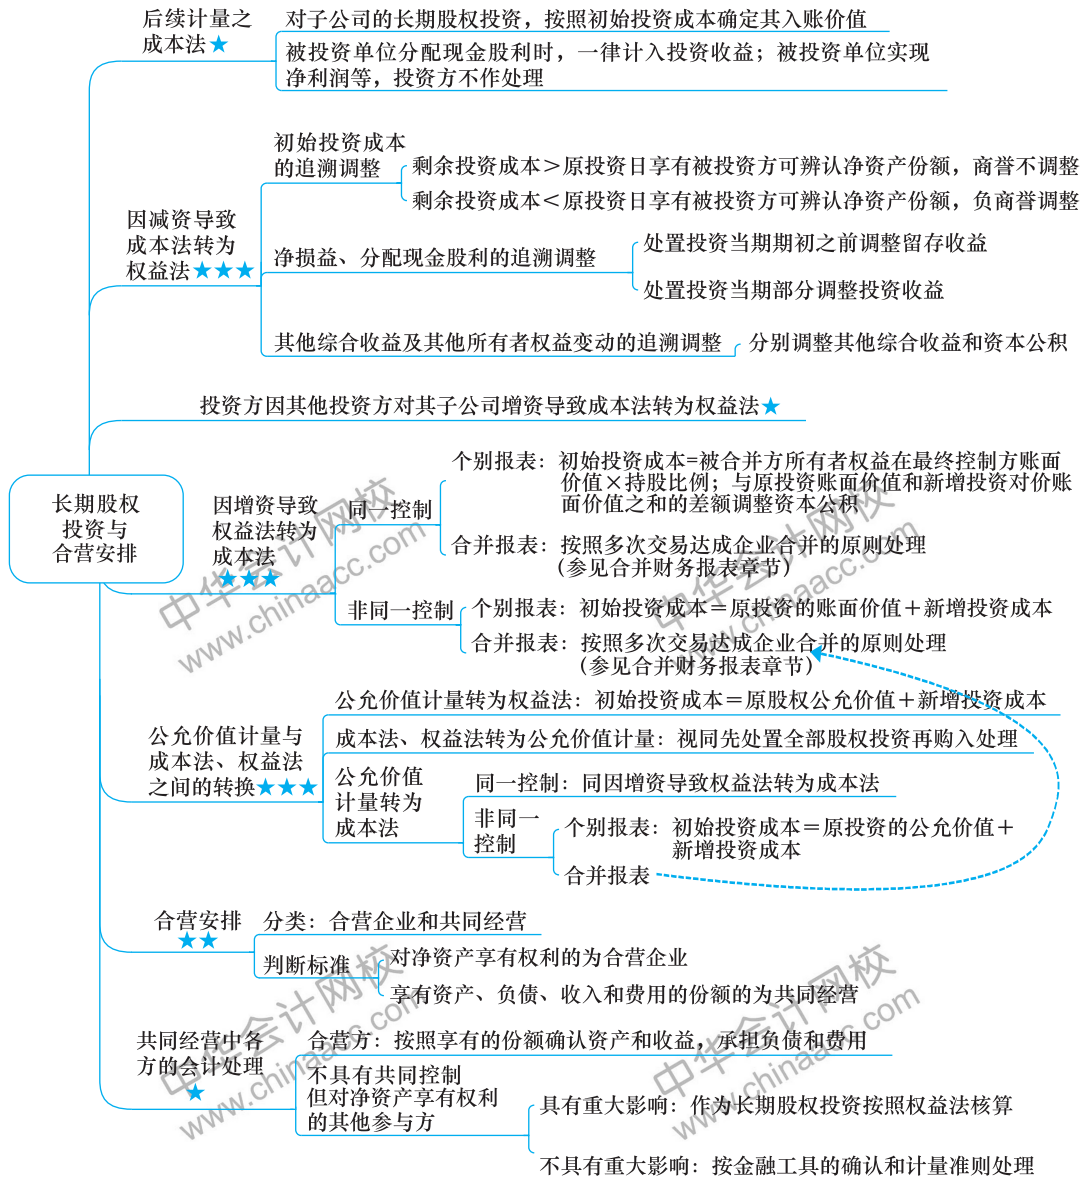 后续计量之
成本法★
对子公司的长期股权投资，按照初始投资成本确定其入账价值
被投资单位分配现金股利时，一律计入投资收益；被投资单位实现
净利润等，投资方不作处理
因减资导致
成本法转为
权益法★★★
初始投资成本
的追溯调整
剩余投资成本＞原投资日享有被投资方可辨认净资产份额，商誉不调整
剩余投资成本＜原投资日享有被投资方可辨认净资产份额，负商誉调整
净损益、分配现金股利的追溯调整
处置投资当期期初之前调整留存收益
处置投资当期部分调整投资收益
其他综合收益及其他所有者权益变动的追溯调整
分别调整其他综合收益和资本公积
投资方因其他投资方对其子公司增资导致成本法转为权益法★
长期股权
投资与
合营安排
因增资导致
权益法转为
成本法
★★★
同一控制
个别报表：初始投资成本=被合并方所有者权益在最终控制方账面
价值×持股比例；与原投资账面价值和新增投资对价账
面价值之和的差额调整资本公积
合并报表：按照多次交易达成企业合并的原则处理
（参见合并财务报表章节）
非同一控制
个别报表：初始投资成本＝原投资的账面价值＋新增投资成本
合并报表：按照多次交易达成企业合并的原则处理
（参见合并财务报表章节）
公允价值计量与
成本法、权益法
之间的转换★★★
公允价值计量转为权益法：初始投资成本＝原股权公允价值＋新增投资成本
成本法、权益法转为公允价值计量：视同先处置全部股权投资再购入处理
公允价值
计量转为
成本法
同一控制：同因增资导致权益法转为成本法
非同一
控制
个别报表：初始投资成本＝原投资的公允价值＋
新增投资成本
合并报表
合营安排
★★
分类：合营企业和共同经营
判断标准
对净资产享有权利的为合营企业
享有资产、负债、收入和费用的份额的为共同经营
共同经营中各
方的会计处理
★
合营方：按照享有的份额确认资产和收益，承担负债和费用
不具有共同控制
但对净资产享有权利
的其他参与方
具有重大影响：作为长期股权投资按照权益法核算
不具有重大影响：按金融工具的确认和计量准则处理
中华会计网校
www.chinaacc.com
中华会计网校
www.chinaacc.com
中华会计网校
www.chinaacc.com
中华会计网校
www.chinaacc.com